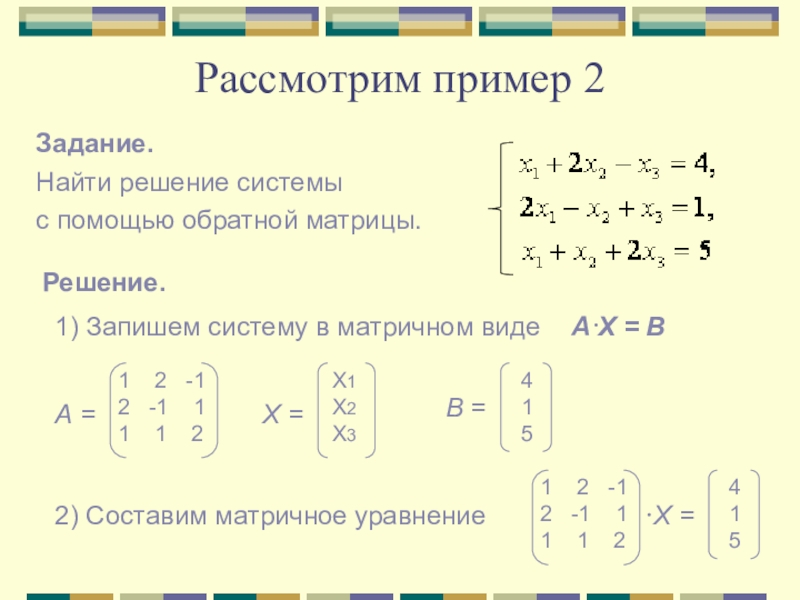 Рассмотрим пример 2
Задание.
Найти решение системы
с помощью обратной матрицы.
x₁ + 2x₂ − x₃ = 4,
2x₁ − x₂ + x₃ = 1,
x₁ + x₂ + 2x₃ = 5
Решение.
1) Запишем систему в матричном виде A·X = B
A =
1 2 -1
2 -1 1
1 1 2
X =
X1
X2
X3
B =
4
1
5
2) Составим матричное уравнение
1 2 -1
2 -1 1
1 1 2
·X =
4
1
5